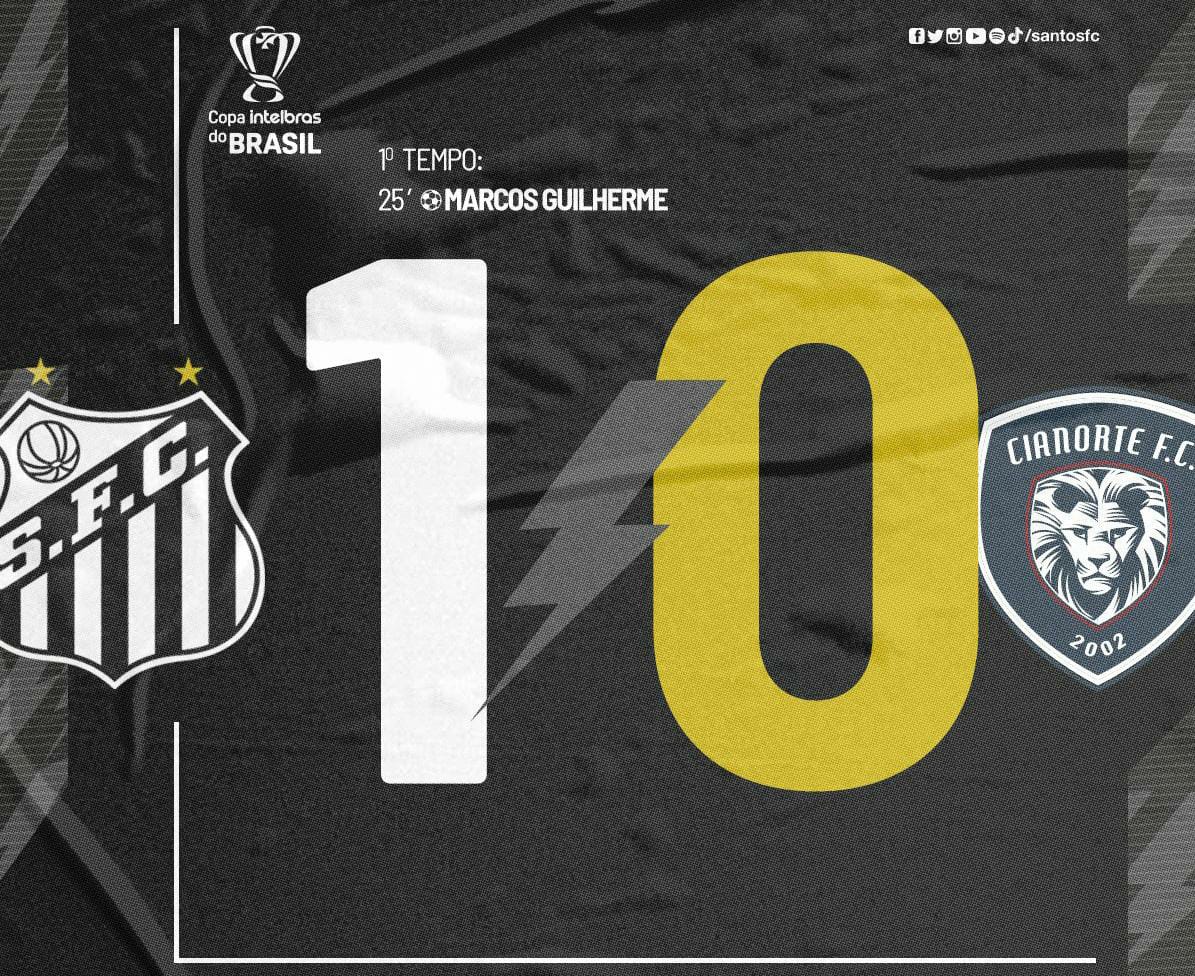 /santosfc
Copa intelbras
do BRASIL
1º TEMPO:
25’ MARCOS GUILHERME
1 0
S.F.C.
CIANORTE F.C.
2002